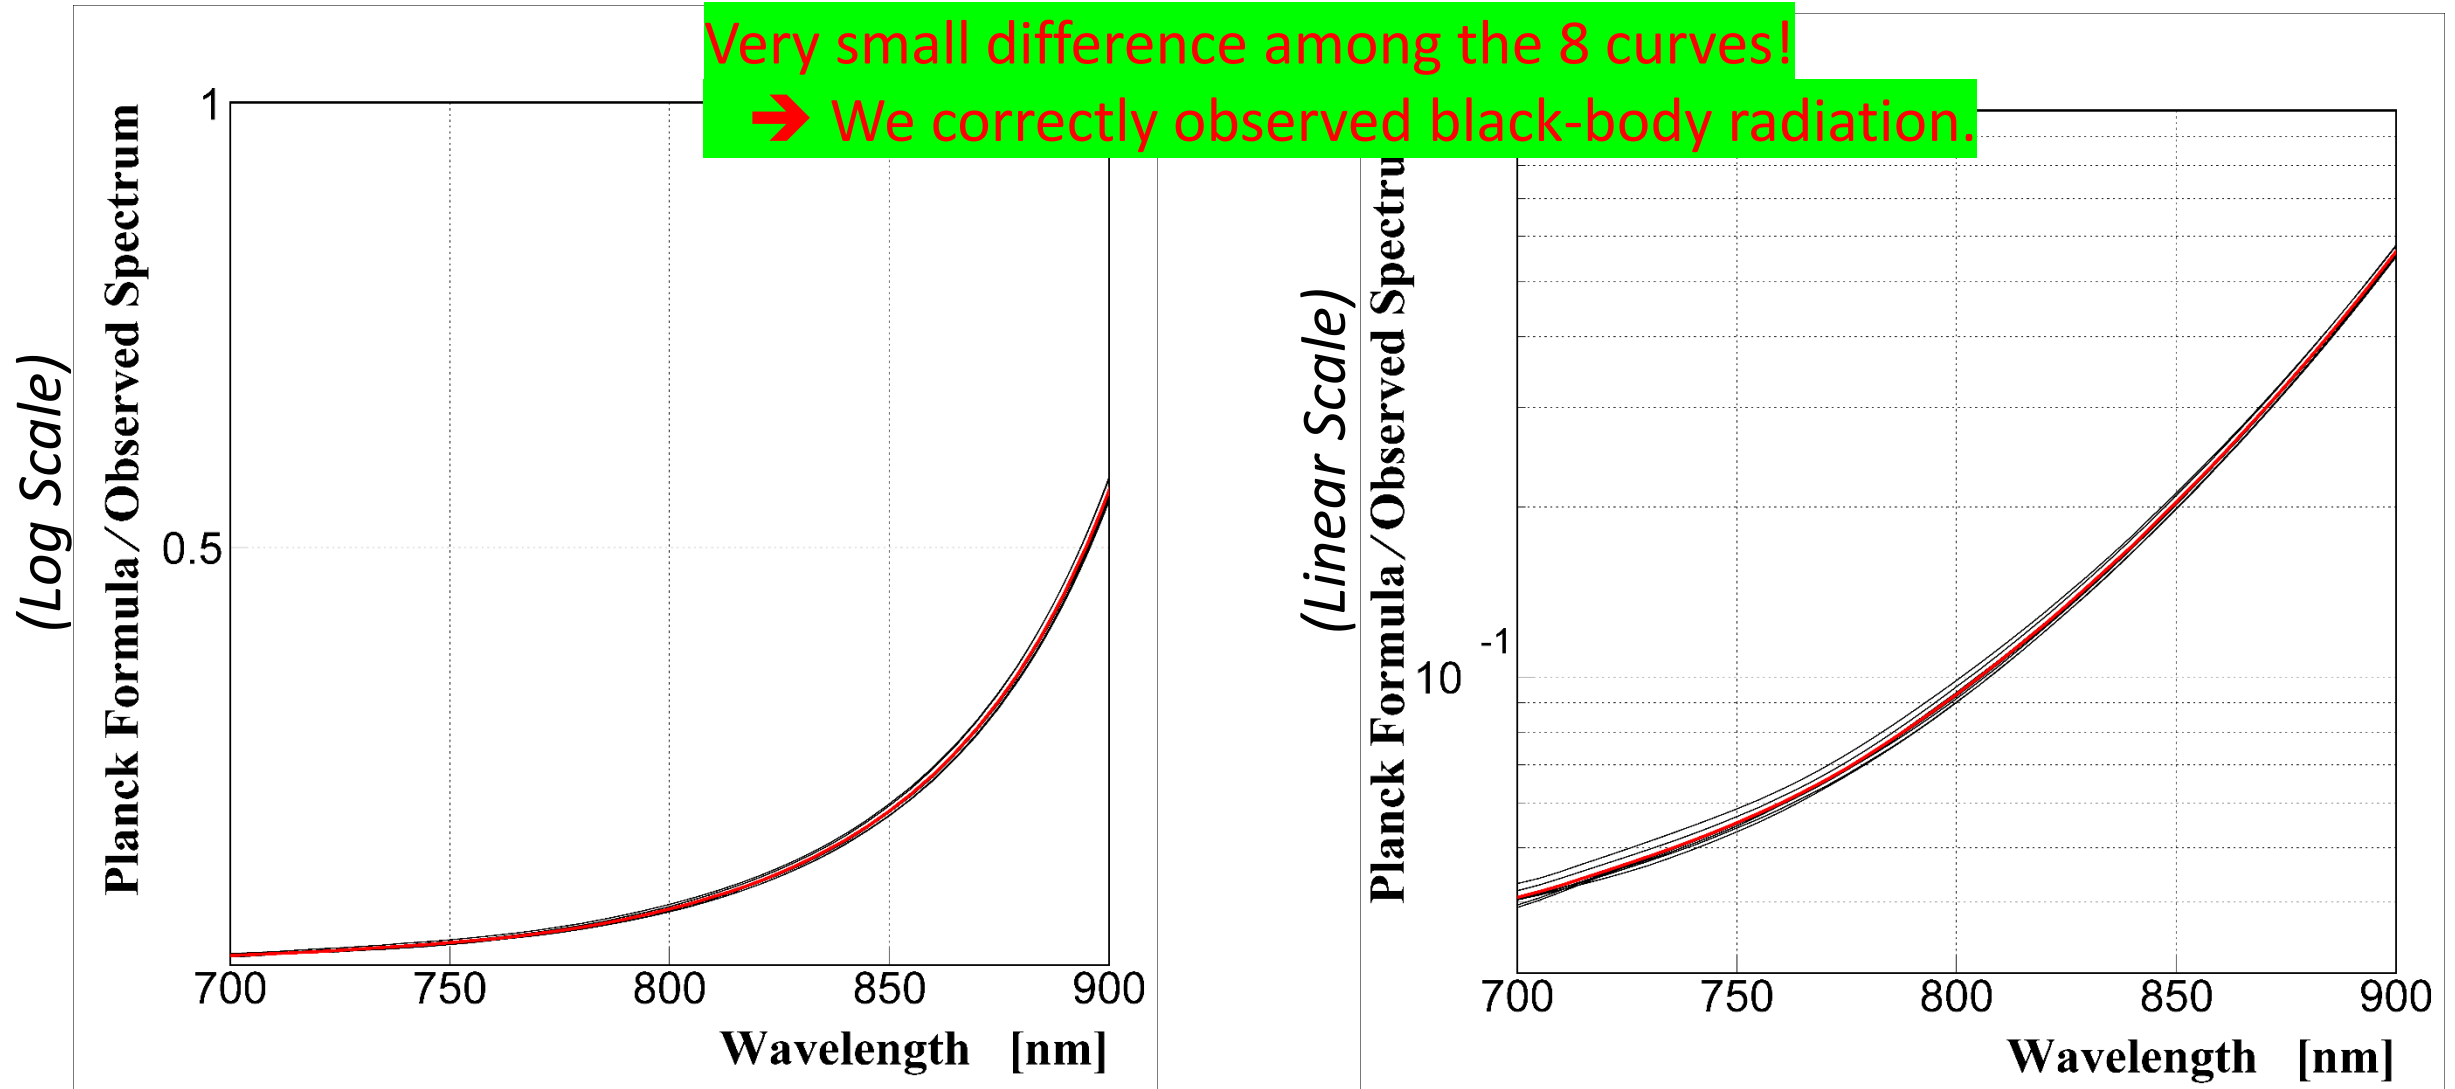 Very small difference among the 8 curves!
➔ We correctly observed black-body radiation.
(Log Scale)
Planck Formula/Observed Spectrum
1
0.5
700 750 800 850 900
Wavelength [nm]
(Linear Scale)
Planck Formula/Observed Spectru
10 -1
700 750 800 850 900
Wavelength [nm]